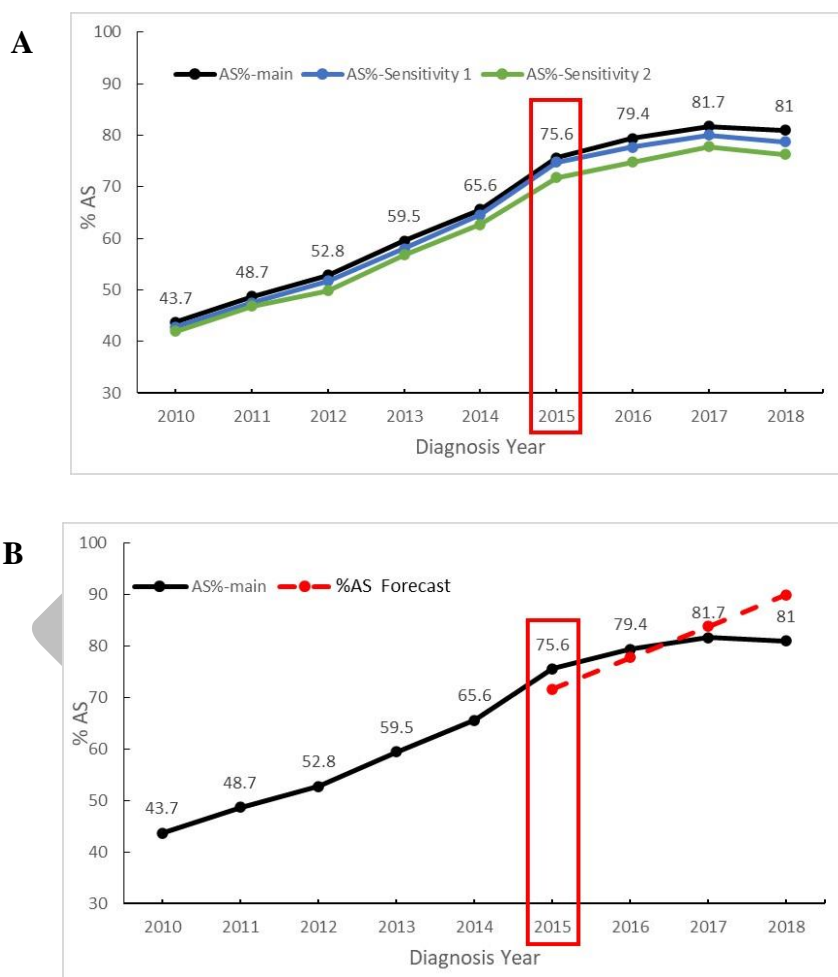 A
100
90
80
70
60
50
40
30
% AS
AS%-main AS%-Sensitivity 1 AS%-Sensitivity 2
43.7 48.7 52.8 59.5 65.6 75.6 79.4 81.7 81
2010 2011 2012 2013 2014 2015 2016 2017 2018
Diagnosis Year
B
100
90
80
70
60
50
40
30
% AS
AS%-main %AS Forecast
43.7 48.7 52.8 59.5 65.6 75.6 79.4 81.7 81
2010 2011 2012 2013 2014 2015 2016 2017 2018
Diagnosis Year